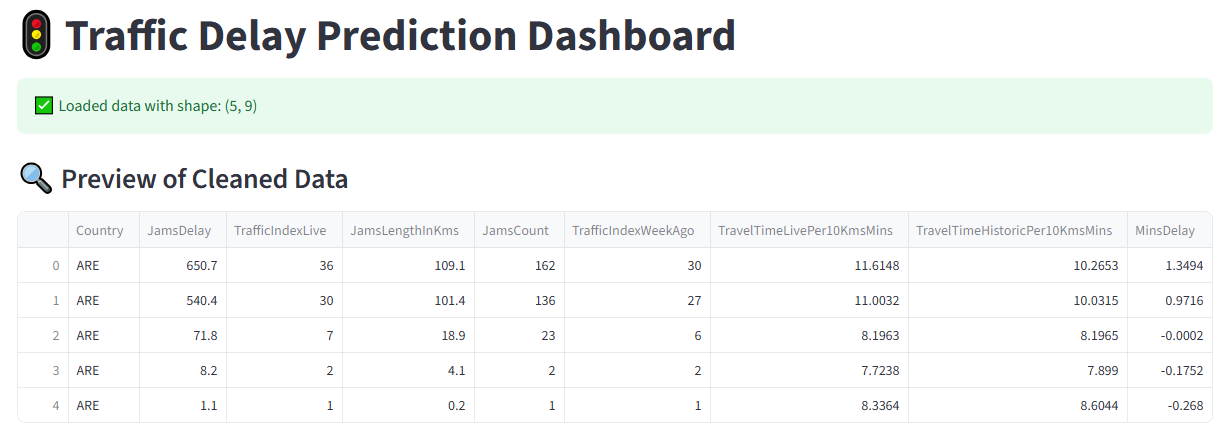 Traffic Delay Prediction Dashboard
Loaded data with shape: (5, 9)
Preview of Cleaned Data
Country JamsDelay TrafficIndexLive JamsLengthInKms JamsCount TrafficIndexWeekAgo TravelTimeLivePer10KmsMins TravelTimeHistoricPer10KmsMins MinsDelay
0 ARE 650.7 36 109.1 162 30 11.6148 10.2653 1.3494
1 ARE 540.4 30 101.4 136 27 11.0032 10.0315 0.9716
2 ARE 71.8 7 18.9 23 6 8.1963 8.1965 -0.0002
3 ARE 8.2 2 4.1 2 2 7.7238 7.899 -0.1752
4 ARE 1.1 1 0.2 1 1 8.3364 8.6044 -0.268